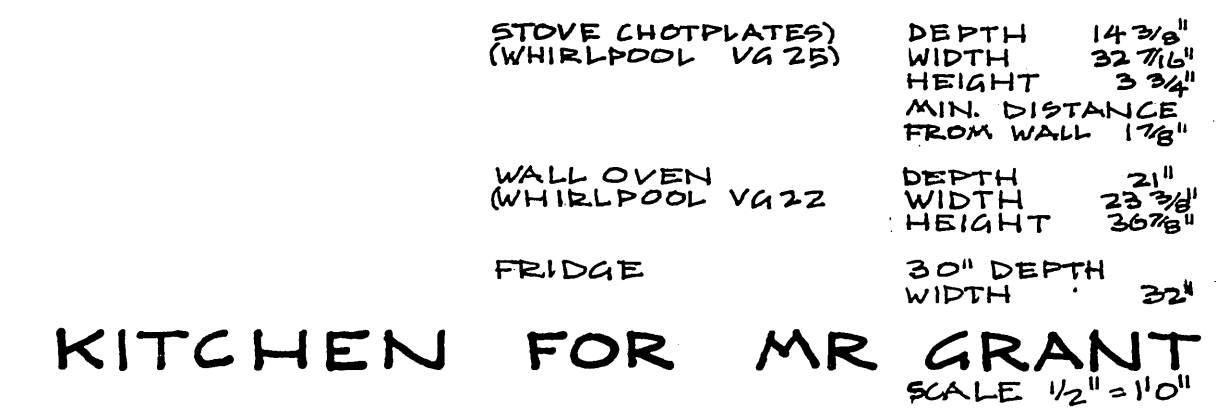 STOVE (HOTPLATES) DEPTH 14 3/8"
(WHIRLPOOL VG 25) WIDTH 32 7/16"
HEIGHT 3 3/4"
MIN. DISTANCE
FROM WALL 1 7/8"
WALL OVEN DEPTH 21"
(WHIRLPOOL VG 22 WIDTH 23 3/8"
HEIGHT 36 7/8"
FRIDGE 30" DEPTH
WIDTH 32"
KITCHEN FOR MR GRANT
SCALE 1/2" = 1'0"